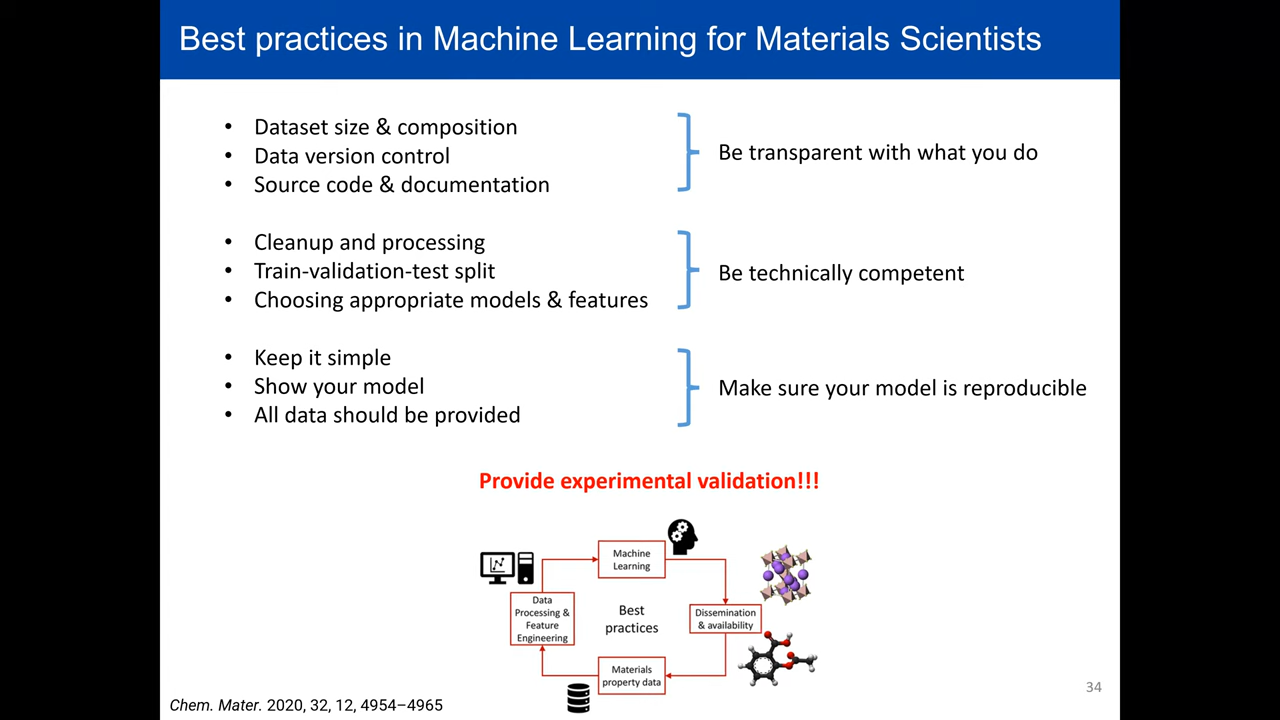 Best practices in Machine Learning for Materials Scientists
• Dataset size & composition
• Data version control
• Source code & documentation
Be transparent with what you do
• Cleanup and processing
• Train-validation-test split
• Choosing appropriate models & features
Be technically competent
• Keep it simple
• Show your model
• All data should be provided
Make sure your model is reproducible
Provide experimental validation!!!
Machine
Learning
Data
Processing &
Feature
Engineering
Best
practices
Dissemination
& availability
Materials
property data
Chem. Mater. 2020, 32, 12, 4954–4965
34